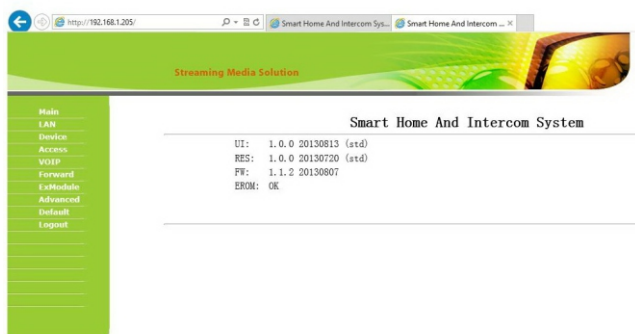 http://192.168.1.205/
Smart Home And Intercom Sys...
Smart Home And Intercom ...
Streaming Media Solution
Main
LAN
Device
Access
VOIP
Forward
ExModule
Advanced
Default
Logout
Smart Home And Intercom System
UI: 1.0.0 20130813 (std)
RES: 1.0.0 20130720 (std)
FW: 1.1.2 20130807
EROM: OK